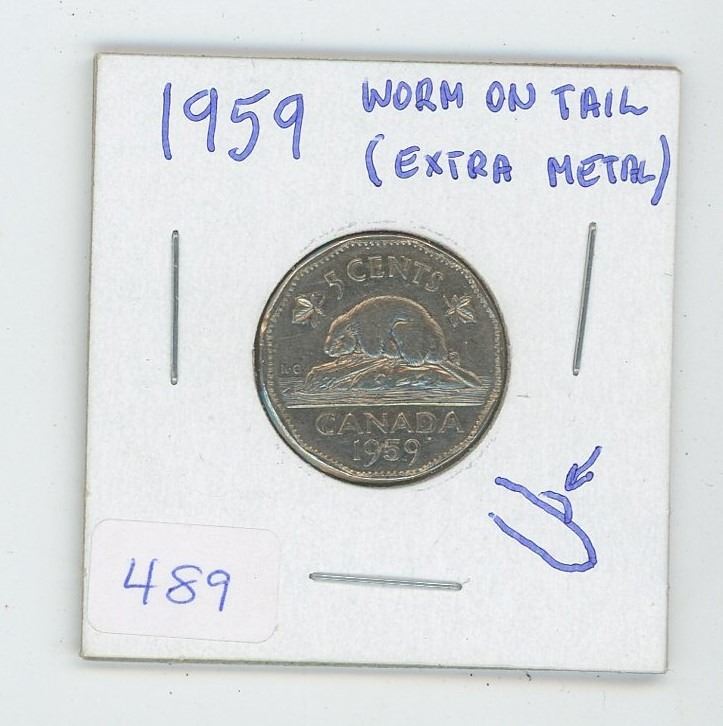 1959 WORM ON TAIL
(EXTRA METAL)
5 CENTS
K·G
CANADA
1959
489